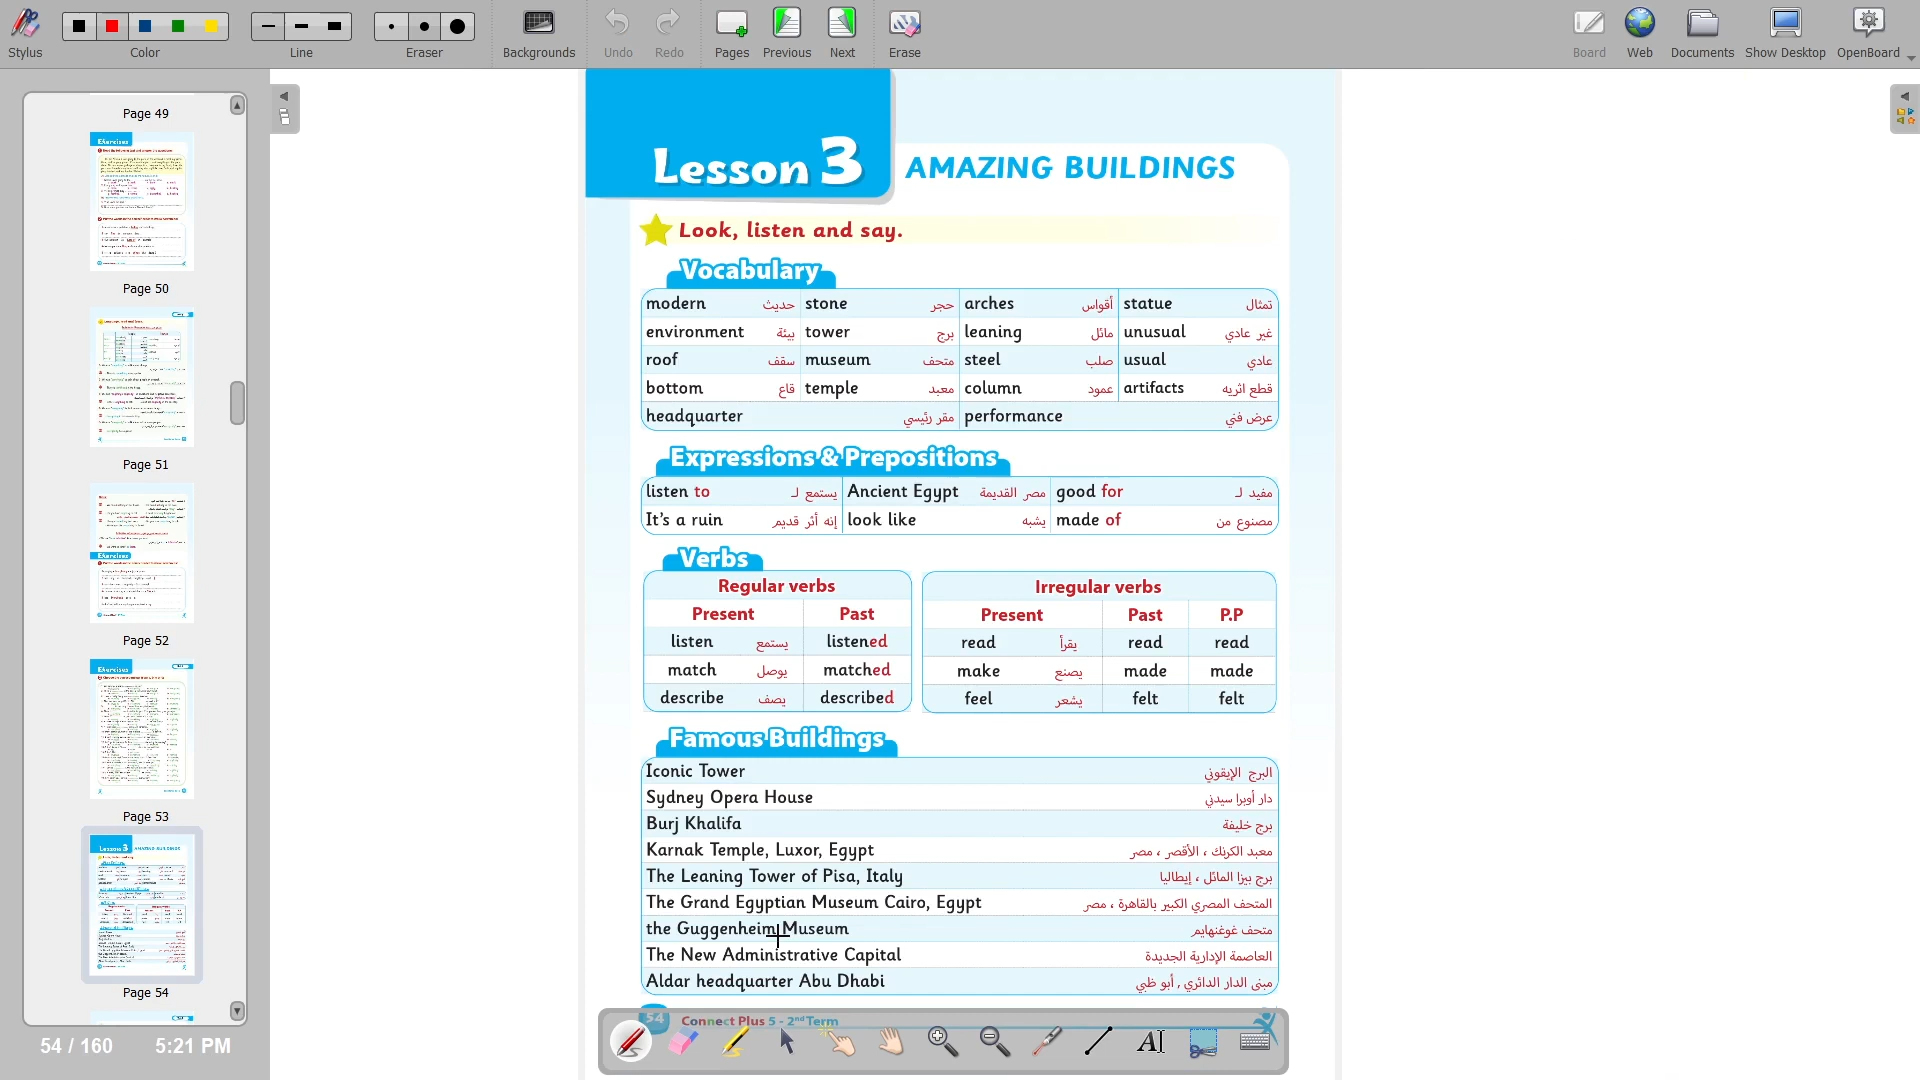 Stylus
Color
Line
Eraser
Backgrounds
Undo
Redo
Pages
Previous
Next
Erase
Board
Web
Documents
Show Desktop
OpenBoard
Page 49
Page 50
Page 51
Page 52
Page 53
Page 54
54 / 160 5:21 PM
Lesson 3 AMAZING BUILDINGS
Look, listen and say.
Vocabulary
modern حديث stone حجر arches أقواس statue تمثال
environment بيئة tower برج leaning مائل unusual غير عادي
roof سقف museum متحف steel صلب usual عادي
bottom قاع temple معبد column عمود artifacts قطع اثريه
headquarter مقر رئيسي performance عرض فني
Expressions & Prepositions
listen to يستمع لـ Ancient Egypt مصر القديمة good for مفيد لـ
It's a ruin إنه أثر قديم look like يشبه made of مصنوع من
Verbs
Regular verbs
Present Past
listen يستمع listened
match يوصل matched
describe يصف described
Irregular verbs
Present Past P.P
read يقرأ read read
make يصنع made made
feel يشعر felt felt
Famous Buildings
Iconic Tower البرج الإيقوني
Sydney Opera House دار أوبرا سيدني
Burj Khalifa برج خليفة
Karnak Temple, Luxor, Egypt معبد الكرنك ، الأقصر ، مصر
The Leaning Tower of Pisa, Italy برج بيزا المائل ، إيطاليا
The Grand Egyptian Museum Cairo, Egypt المتحف المصري الكبير بالقاهرة ، مصر
the Guggenheim Museum متحف غوغنهايم
The New Administrative Capital العاصمة الإدارية الجديدة
Aldar headquarter Abu Dhabi مبنى الدار الدائري , أبو ظبي
54 Connect Plus 5 - 2nd Term